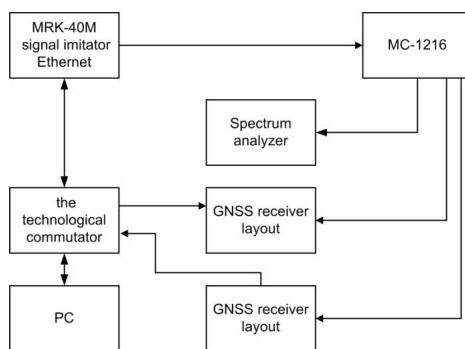 MRK-40M
signal imitator
Ethernet
MC-1216
Spectrum
analyzer
the
technological
commutator
GNSS receiver
layout
PC
GNSS receiver
layout